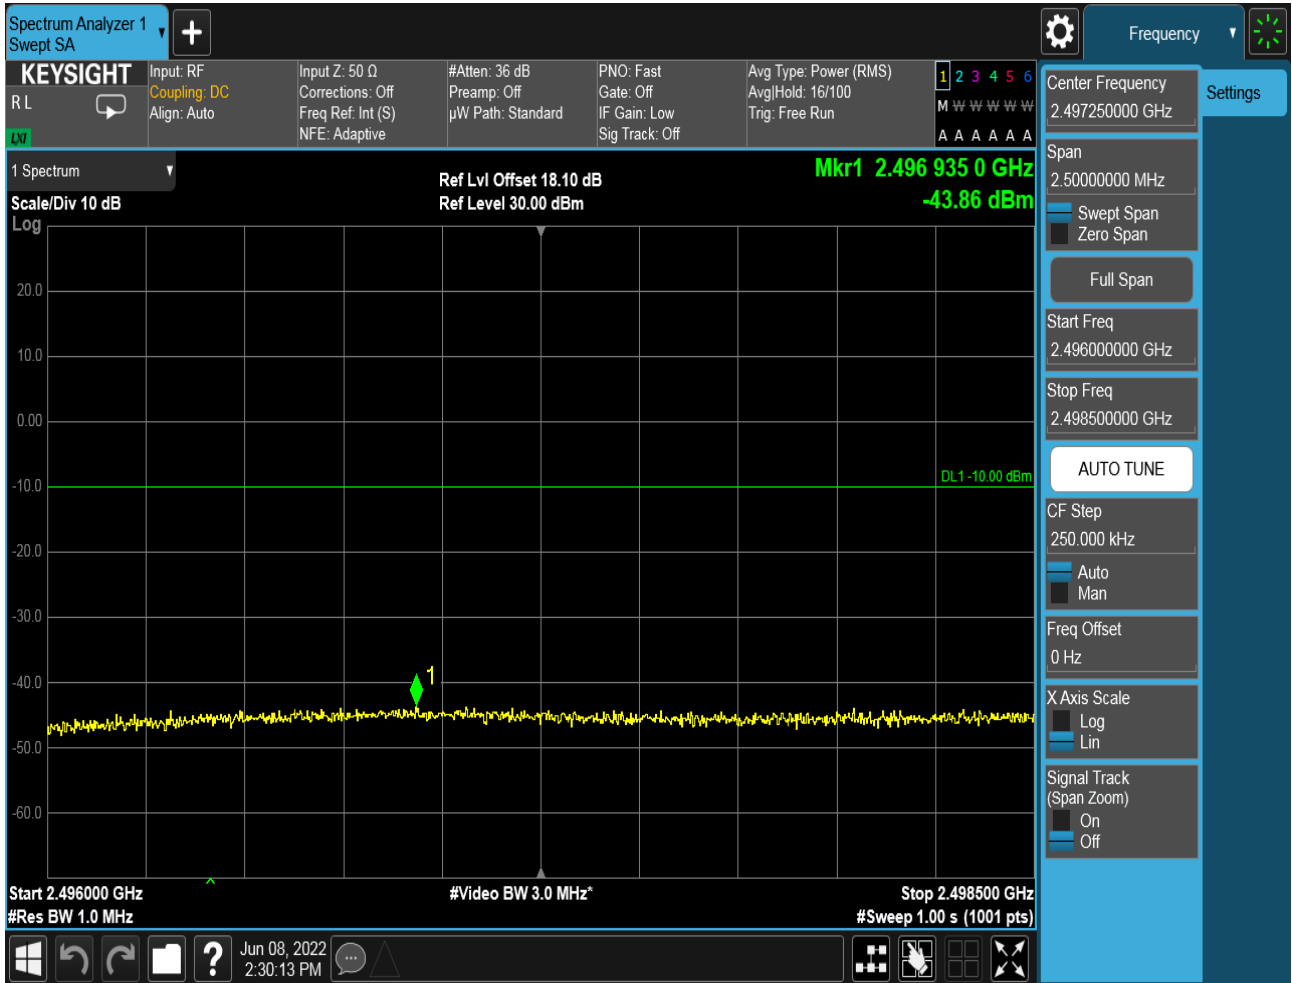 Spectrum Analyzer 1
Swept SA
Frequency
KEYSIGHT
R L
LXI
Input: RF
Coupling: DC
Align: Auto
Input Z: 50 Ω
Corrections: Off
Freq Ref: Int (S)
NFE: Adaptive
#Atten: 36 dB
Preamp: Off
µW Path: Standard
PNO: Fast
Gate: Off
IF Gain: Low
Sig Track: Off
Avg Type: Power (RMS)
Avg|Hold: 16/100
Trig: Free Run
1 2 3 4 5 6
M W W W W W
A A A A A A
1 Spectrum
Scale/Div 10 dB
Log
Ref Lvl Offset 18.10 dB
Ref Level 30.00 dBm
Mkr1 2.496 935 0 GHz
-43.86 dBm
20.0
10.0
0.00
-10.0
-20.0
-30.0
-40.0
-50.0
-60.0
DL1 -10.00 dBm
1
Start 2.496000 GHz
#Res BW 1.0 MHz
#Video BW 3.0 MHz*
Stop 2.498500 GHz
#Sweep 1.00 s (1001 pts)
Center Frequency
2.497250000 GHz
Settings
Span
2.50000000 MHz
Swept Span
Zero Span
Full Span
Start Freq
2.496000000 GHz
Stop Freq
2.498500000 GHz
AUTO TUNE
CF Step
250.000 kHz
Auto
Man
Freq Offset
0 Hz
X Axis Scale
Log
Lin
Signal Track
(Span Zoom)
On
Off
?
Jun 08, 2022
2:30:13 PM